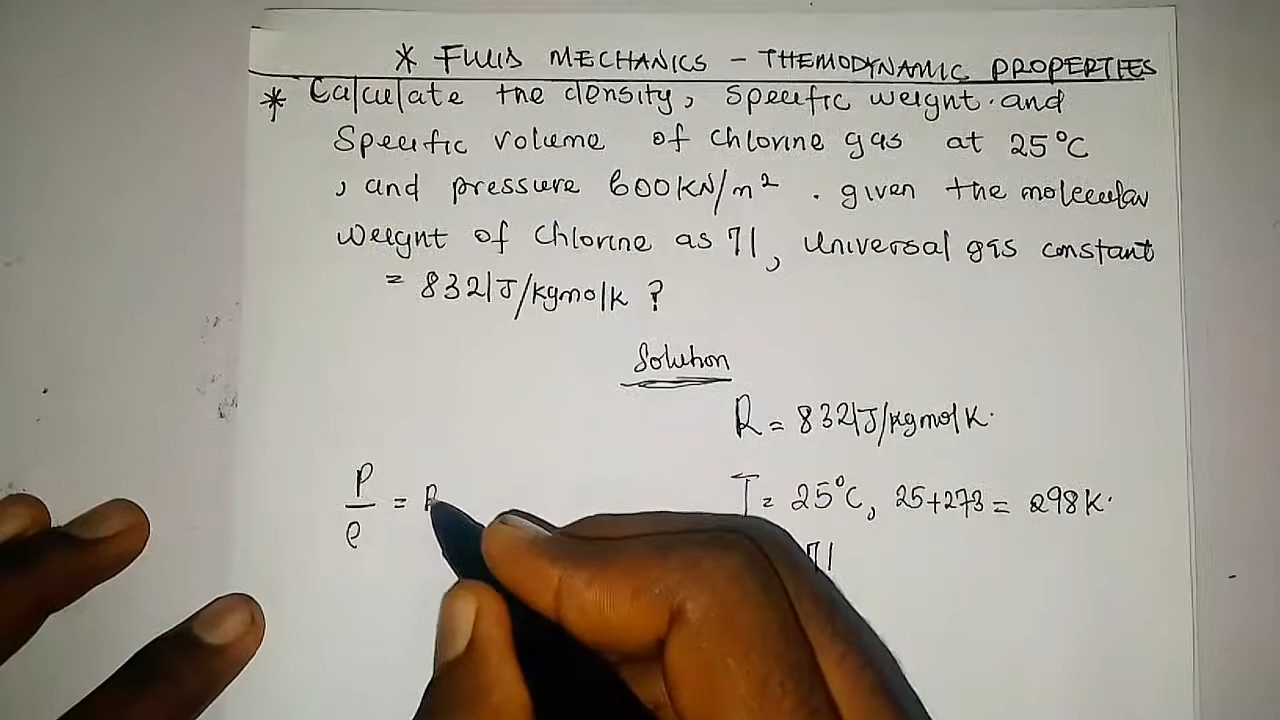 * FLUID MECHANICS - THEMODYNAMIC PROPERTIES
* Calculate the density, specific weight. and
specific volume of chlorine gas at 25°C
, and pressure 600KN/m². given the molecular
weight of chlorine as 71, universal gas constant
= 8321J/kgmolK ?
Solution
R = 8321J/kgmolK.
P/ρ = R
T = 25°C, 25+273 = 298K.
71